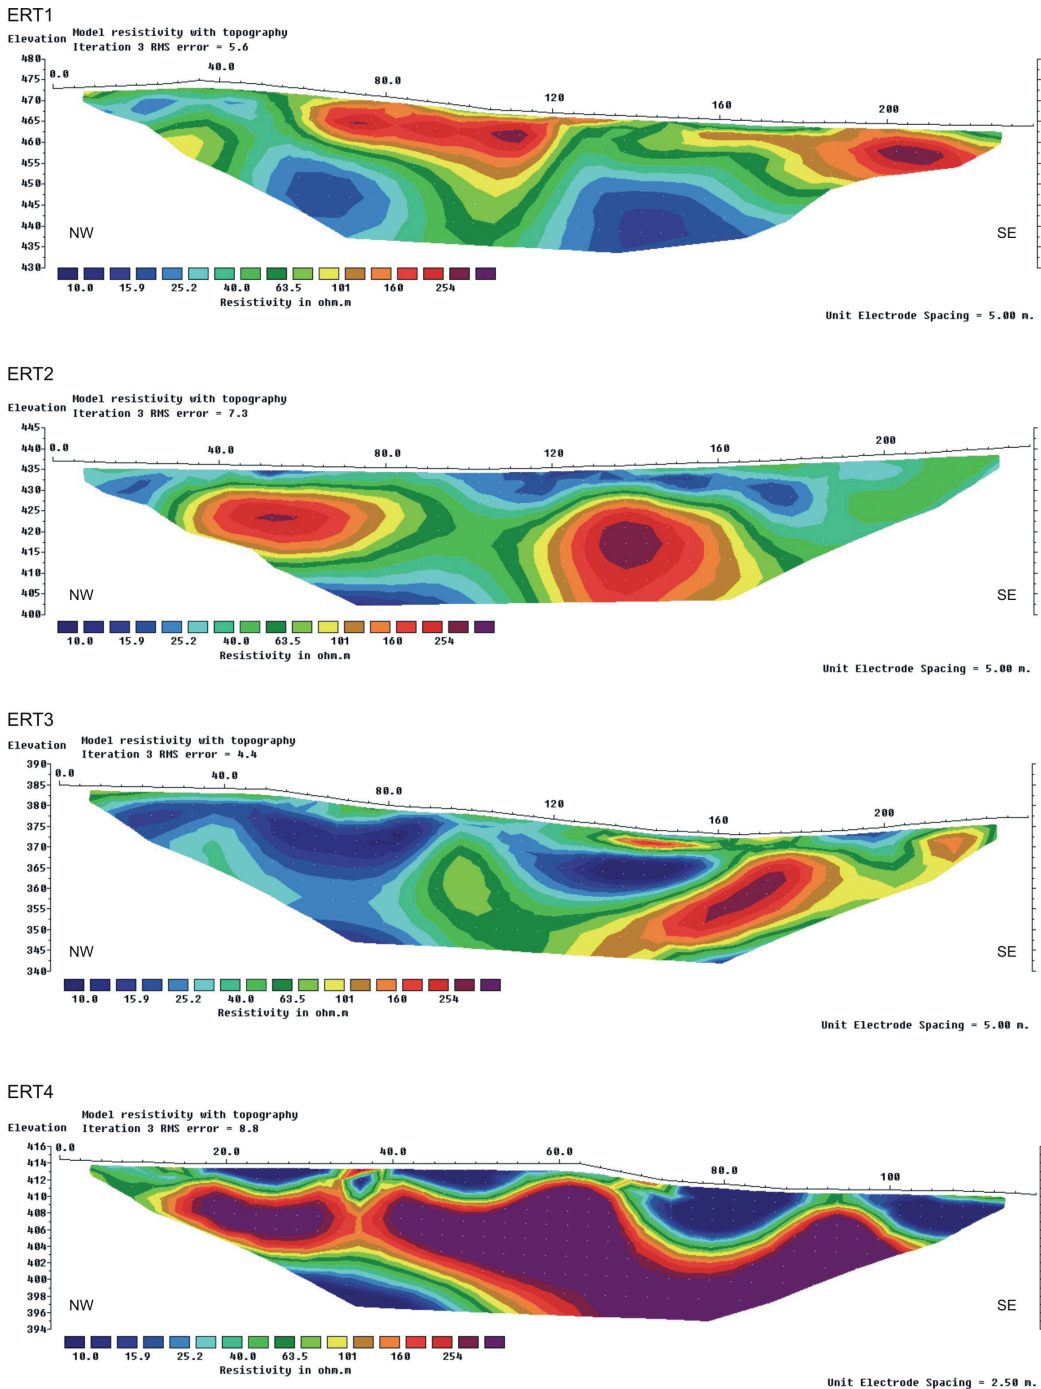 ERT1
Model resistivity with topography
Elevation Iteration 3 RMS error = 5.6
480
475
470
465
460
455
450
445
440
435
430
0.0 40.0 80.0 120 160 200
NW SE
10.0 15.9 25.2 40.0 63.5 101 160 254
Resistivity in ohm.m
Unit Electrode Spacing = 5.00 m.
ERT2
Model resistivity with topography
Elevation Iteration 3 RMS error = 7.3
445
440
435
430
425
420
415
410
405
400
0.0 40.0 80.0 120 160 200
NW SE
10.0 15.9 25.2 40.0 63.5 101 160 254
Resistivity in ohm.m
Unit Electrode Spacing = 5.00 m.
ERT3
Model resistivity with topography
Elevation Iteration 3 RMS error = 4.4
390
385
380
375
370
360
355
350
345
340
0.0 40.0 80.0 120 160 200
NW SE
10.0 15.9 25.2 40.0 63.5 101 160 254
Resistivity in ohm.m
Unit Electrode Spacing = 5.00 m.
ERT4
Model resistivity with topography
Elevation Iteration 3 RMS error = 8.8
416
414
412
410
408
406
404
402
400
398
396
394
0.0 20.0 40.0 60.0 80.0 100
NW SE
10.0 15.9 25.2 40.0 63.5 101 160 254
Resistivity in ohm.m
Unit Electrode Spacing = 2.50 m.